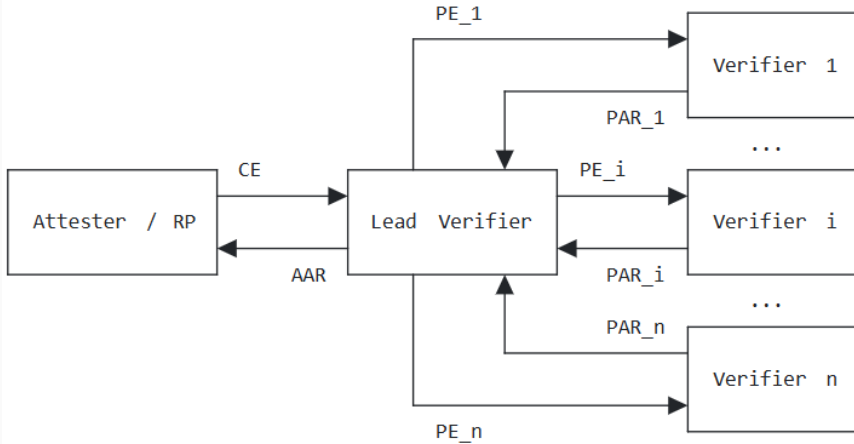 PE_1
Verifier 1
PAR_1
...
CE
PE_i
Attester / RP
Lead Verifier
Verifier i
AAR
PAR_i
...
PAR_n
Verifier n
PE_n